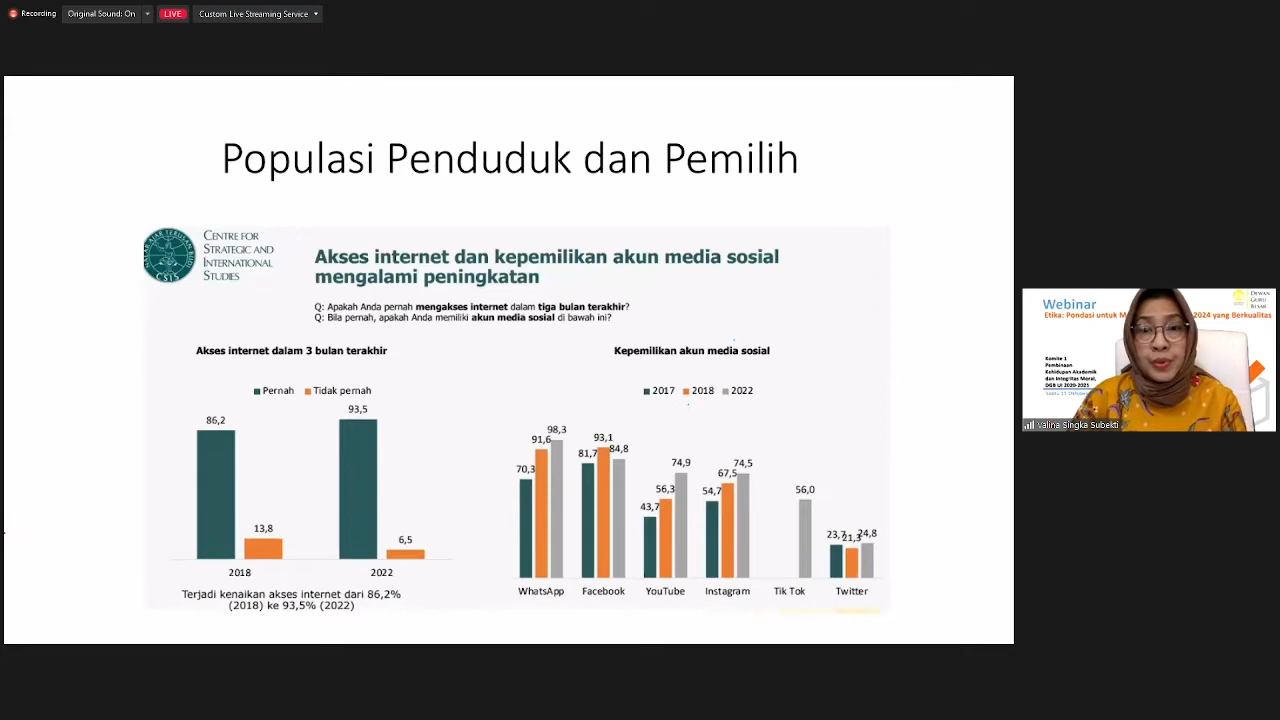 Recording
Original Sound: On
LIVE
Custom Live Streaming Service
Populasi Penduduk dan Pemilih
CENTRE FOR
STRATEGIC AND
INTERNATIONAL
STUDIES
CSIS
Akses internet dan kepemilikan akun media sosial
mengalami peningkatan
Q: Apakah Anda pernah mengakses internet dalam tiga bulan terakhir?
Q: Bila pernah, apakah Anda memiliki akun media sosial di bawah ini?
Akses internet dalam 3 bulan terakhir
Pernah Tidak pernah
86,2 13,8 93,5 6,5
2018 2022
Terjadi kenaikan akses internet dari 86,2%
(2018) ke 93,5% (2022)
Kepemilikan akun media sosial
2017 2018 2022
70,3 91,6 98,3 81,7 93,1 84,8 43,7 56,3 74,9 54,7 67,5 74,5 56,0 23,7 21,3 24,8
WhatsApp Facebook YouTube Instagram Tik Tok Twitter
Webinar
DEWAN
GURU
BESAR
Etika: Pondasi untuk 2024 yang Berkualitas
Komite 1
Pembinaan
Kehidupan Akademik
dan Integritas Moral,
DGB UI 2020-2025
Valina Singka Subekti